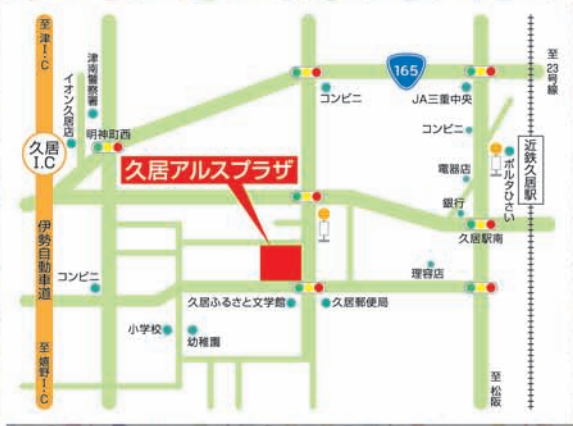 至津I・C
津南警察署
イオン久居店
明神町西
久居
I.C
伊勢自動車道
至嬉野I・C
コンビニ
165
JA三重中央
至23号線
コンビニ
電器店
銀行
ポルタひさい
近鉄久居駅
久居駅南
久居アルスプラザ
理容店
コンビニ
久居ふるさと文学館
久居郵便局
小学校
幼稚園
至松阪